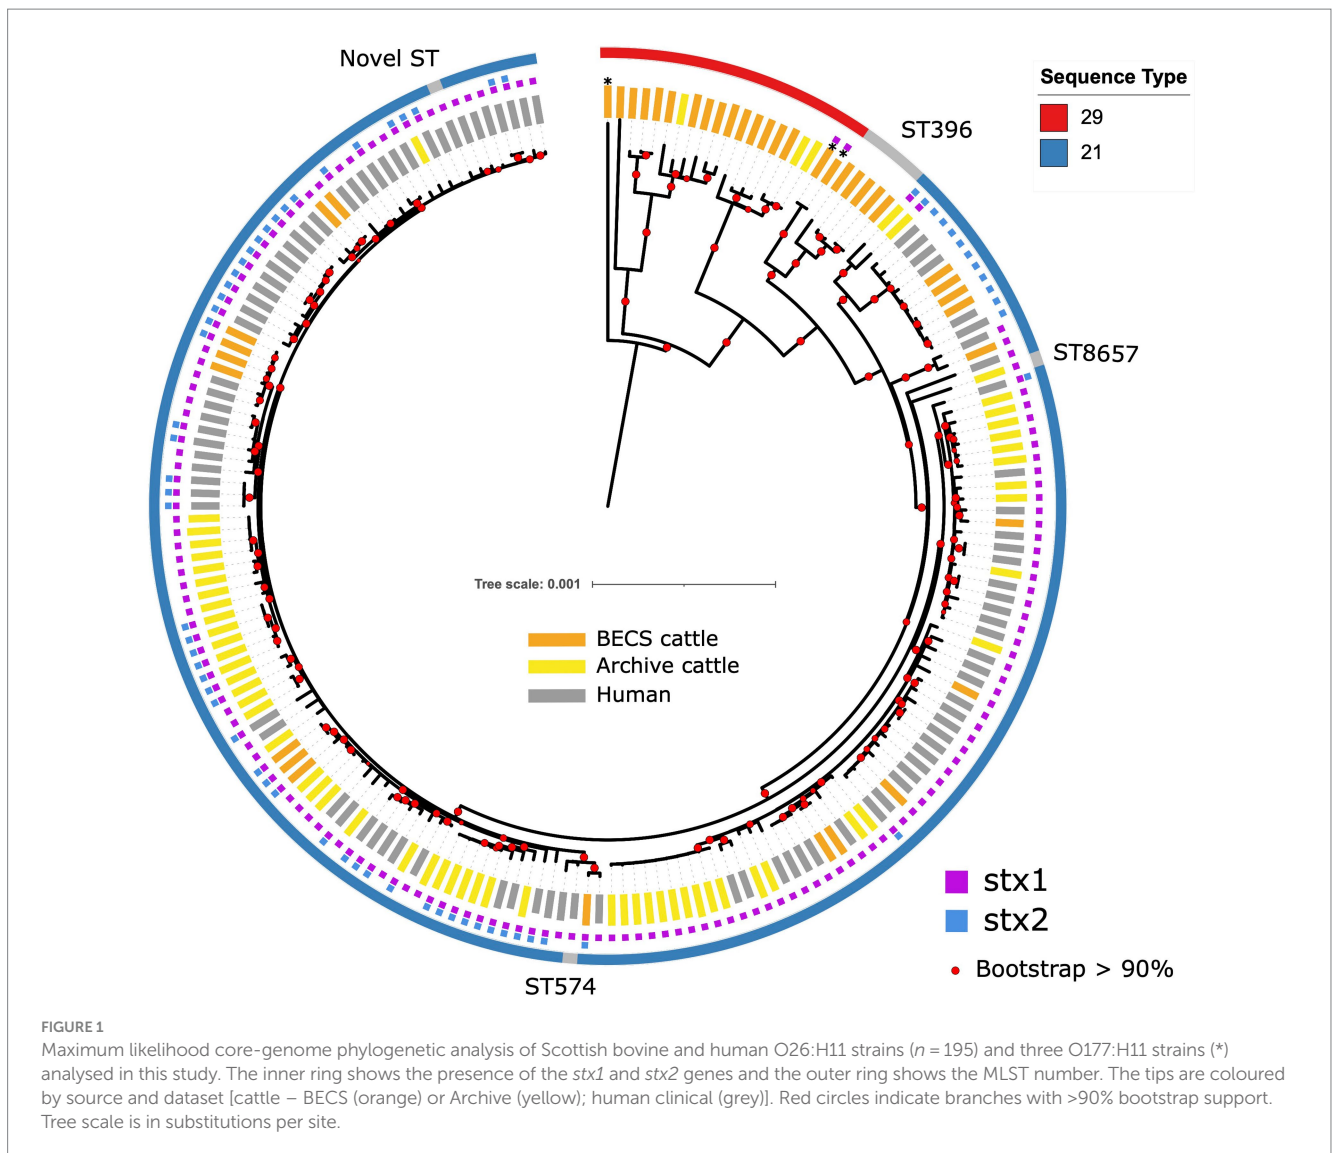 Novel ST
*
Sequence Type
29
21
ST396
* *
ST8657
Tree scale: 0.001
BECS cattle
Archive cattle
Human
stx1
stx2
Bootstrap > 90%
ST574
FIGURE 1
Maximum likelihood core-genome phylogenetic analysis of Scottish bovine and human O26:H11 strains (n = 195) and three O177:H11 strains (*)
analysed in this study. The inner ring shows the presence of the stx1 and stx2 genes and the outer ring shows the MLST number. The tips are coloured
by source and dataset [cattle – BECS (orange) or Archive (yellow); human clinical (grey)]. Red circles indicate branches with >90% bootstrap support.
Tree scale is in substitutions per site.